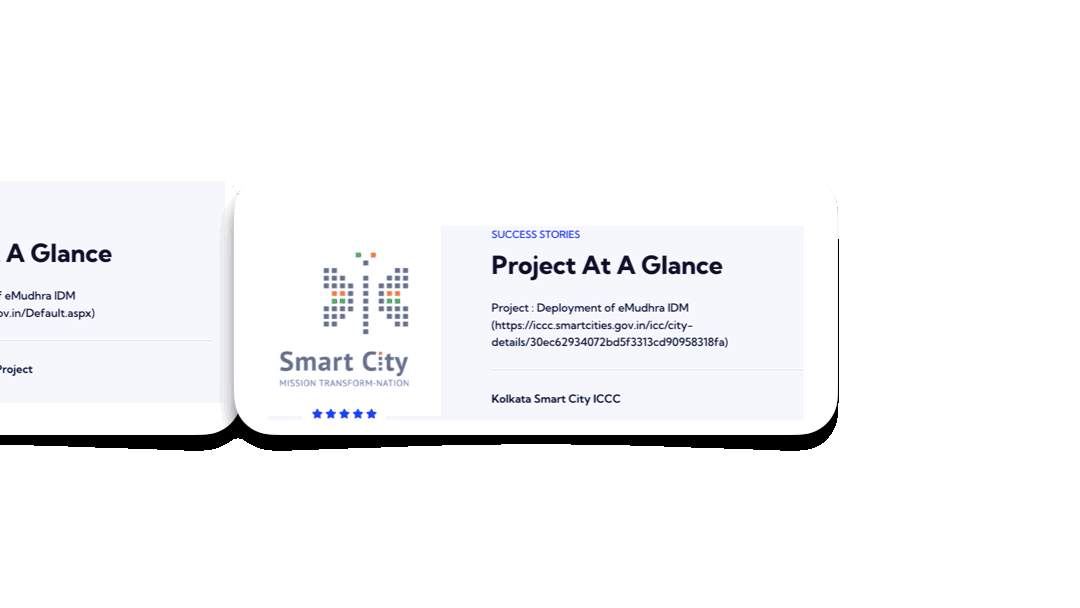 A Glance
eMudhra IDM
ov.in/Default.aspx)
Project
Smart City
MISSION TRANSFORM-NATION
SUCCESS STORIES
Project At A Glance
Project : Deployment of eMudhra IDM
(https://iccc.smartcities.gov.in/icc/city-
details/30ec62934072bd5f3313cd90958318fa)
Kolkata Smart City ICCC